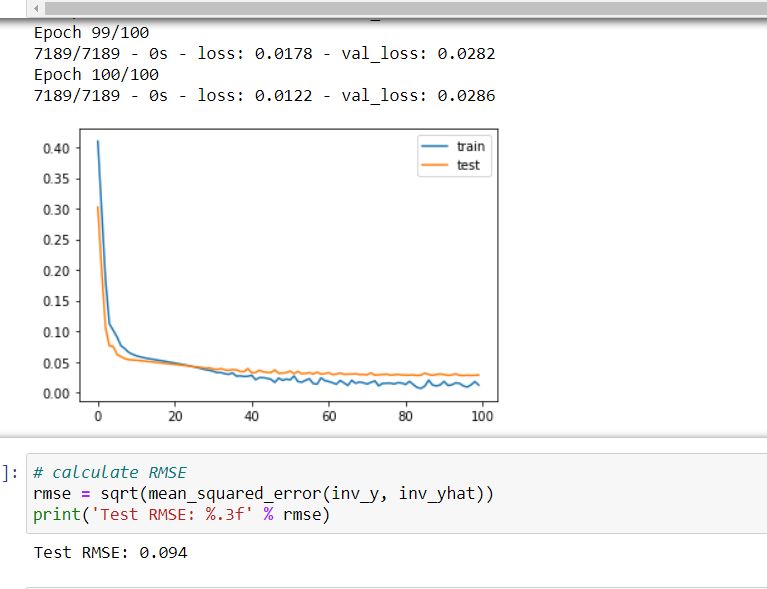 Epoch 99/100
7189/7189 - 0s - loss: 0.0178 - val_loss: 0.0282
Epoch 100/100
7189/7189 - 0s - loss: 0.0122 - val_loss: 0.0286
train
test
0.40
0.35
0.30
0.25
0.20
0.15
0.10
0.05
0.00
0 20 40 60 80 100
]: # calculate RMSE
rmse = sqrt(mean_squared_error(inv_y, inv_yhat))
print('Test RMSE: %.3f' % rmse)
Test RMSE: 0.094